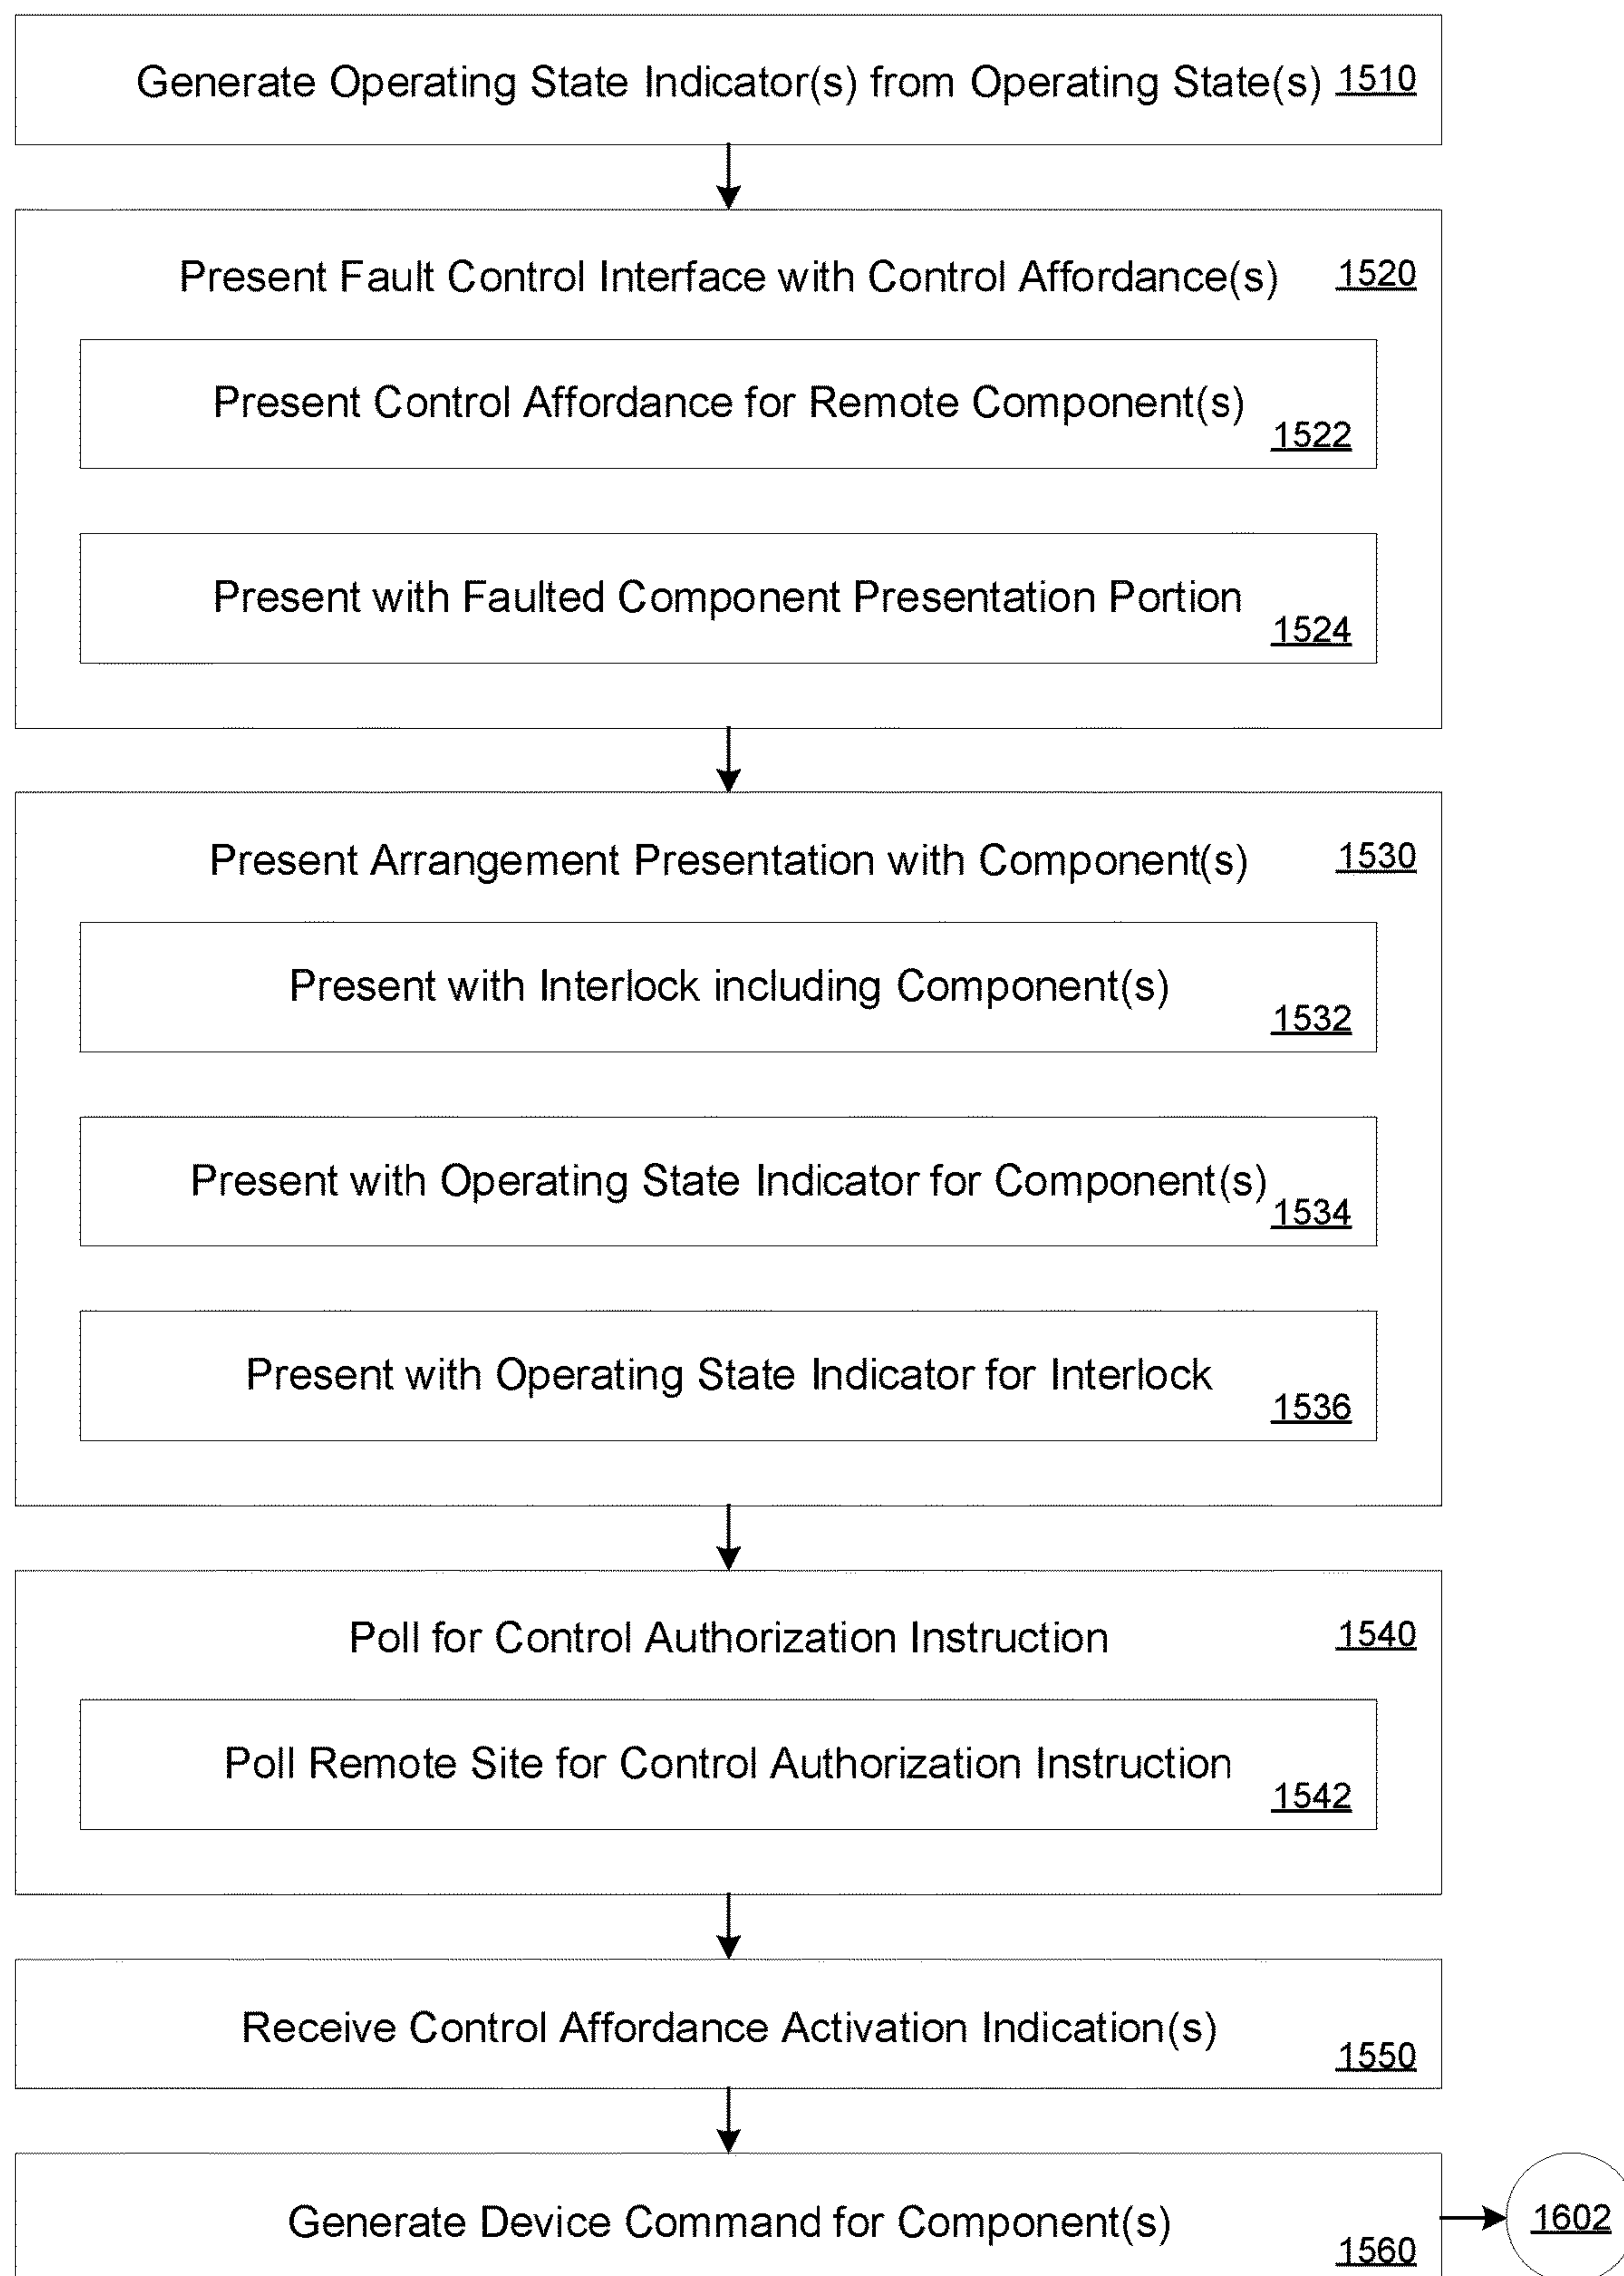 Generate Operating State Indicator(s) from Operating State(s) 1510
Present Fault Control Interface with Control Affordance(s) 1520
Present Control Affordance for Remote Component(s)
1522
Present with Faulted Component Presentation Portion
1524
Present Arrangement Presentation with Component(s) 1530
Present with Interlock including Component(s)
1532
Present with Operating State Indicator for Component(s)
1534
Present with Operating State Indicator for Interlock
1536
Poll for Control Authorization Instruction 1540
Poll Remote Site for Control Authorization Instruction
1542
Receive Control Affordance Activation Indication(s)
1550
Generate Device Command for Component(s)
1560
1602